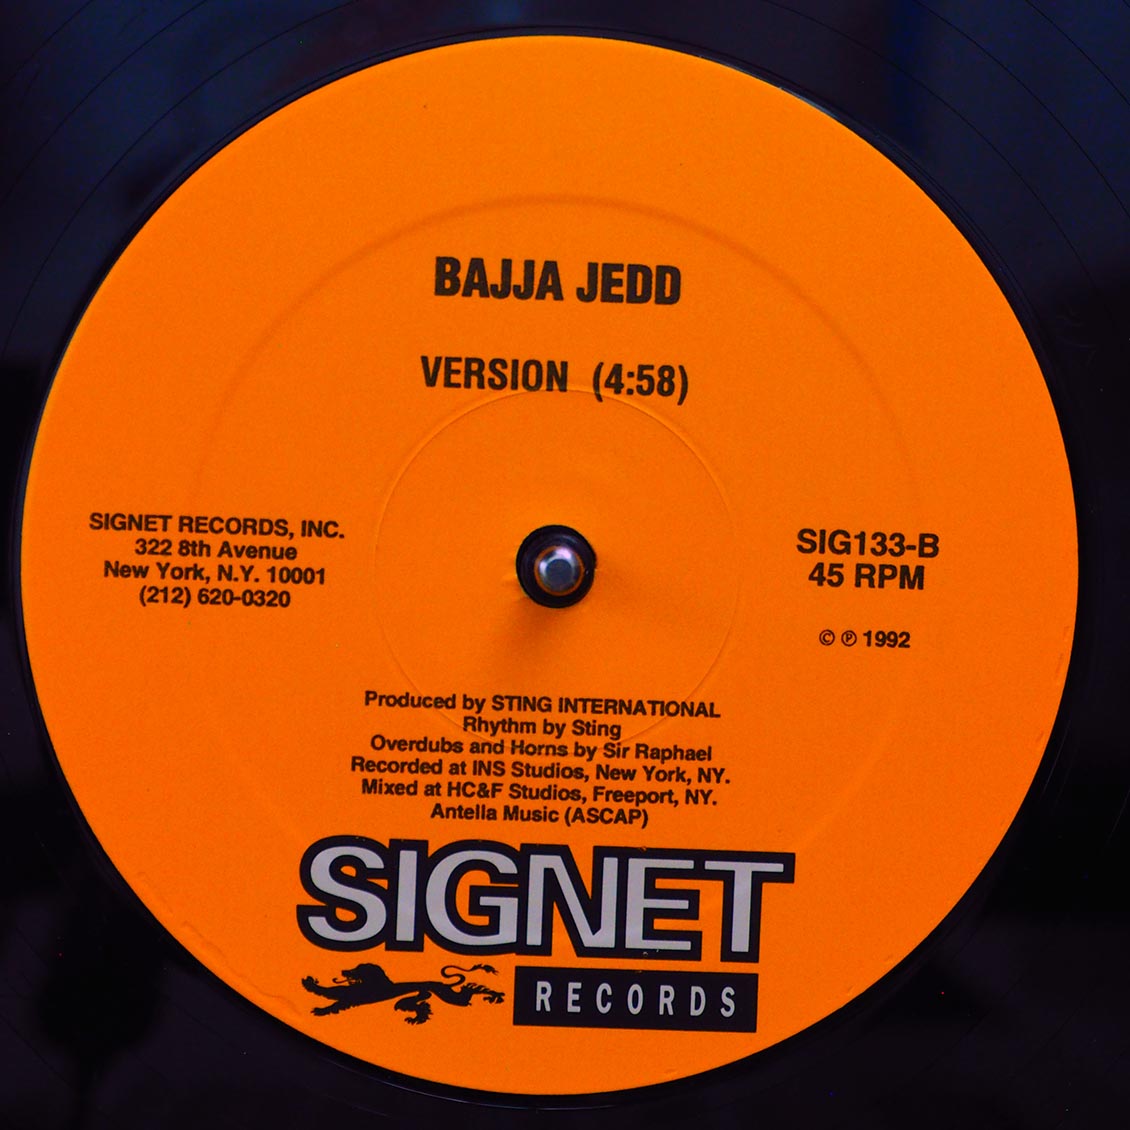 BAJJA JEDD
VERSION (4:58)
SIGNET RECORDS, INC.
322 8th Avenue
New York, N.Y. 10001
(212) 620-0320
SIG133-B
45 RPM
© ℗ 1992
Produced by STING INTERNATIONAL
Rhythm by Sting
Overdubs and Horns by Sir Raphael
Recorded at INS Studios, New York, NY.
Mixed at HC&F Studios, Freeport, NY.
Antella Music (ASCAP)
SIGNET
RECORDS